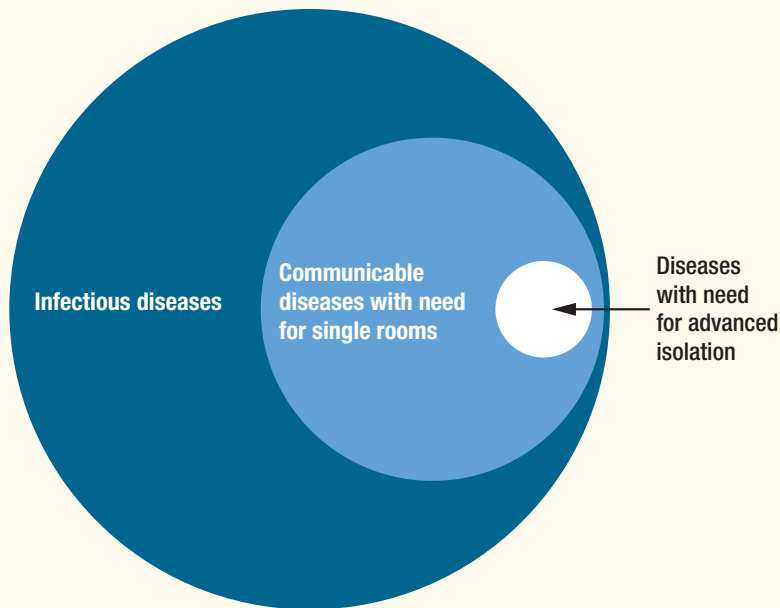 Infectious diseases
Communicable
diseases with need
for single rooms
Diseases
with need
for advanced
isolation